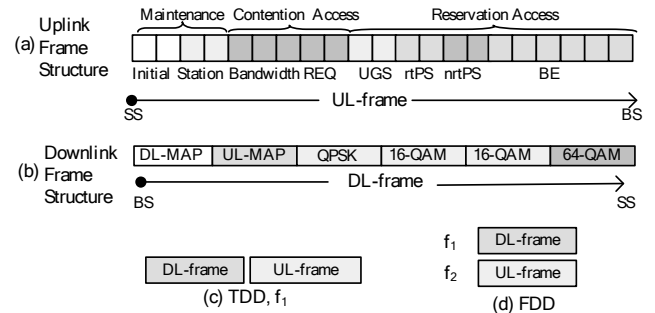 Maintenance Contention Access Reservation Access
(a) Uplink Frame Structure
Initial Station Bandwidth REQ UGS rtPS nrtPS BE
UL-frame
SS BS
(b) Downlink Frame Structure
DL-MAP UL-MAP QPSK 16-QAM 16-QAM 64-QAM
DL-frame
BS SS
f1 DL-frame
f2 UL-frame
DL-frame UL-frame
(c) TDD, f1
(d) FDD